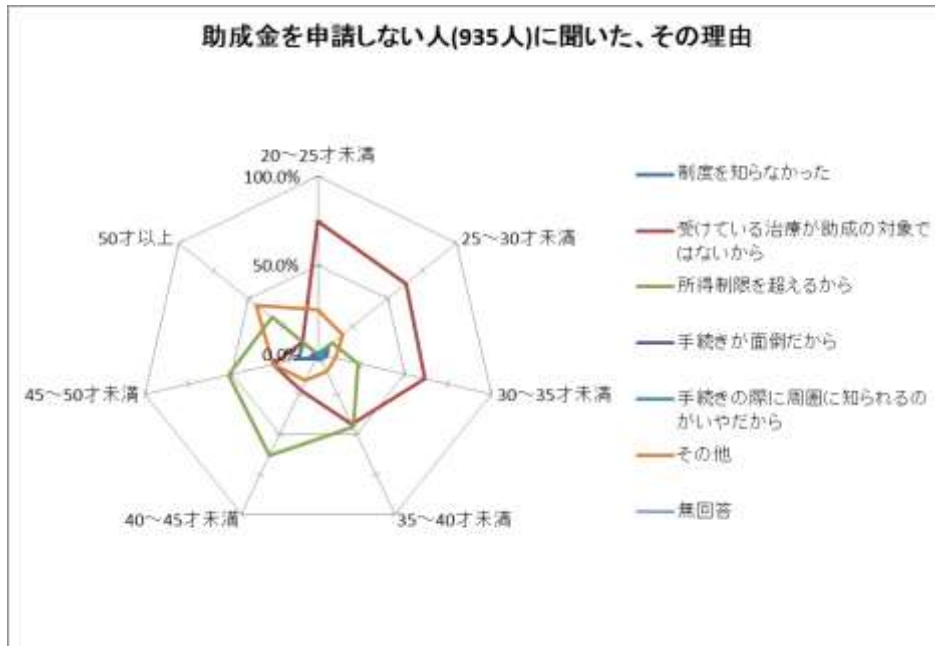 助成金を申請しない人(935人)に聞いた、その理由
20～25才未満
100.0%
50才以上
25～30才未満
50.0%
0.0%
45～50才未満
30～35才未満
40～45才未満
35～40才未満
制度を知らなかった
受けている治療が助成の対象で
はないから
所得制限を超えるから
手続きが面倒だから
手続きの際に周囲に知られるの
がいやだから
その他
無回答